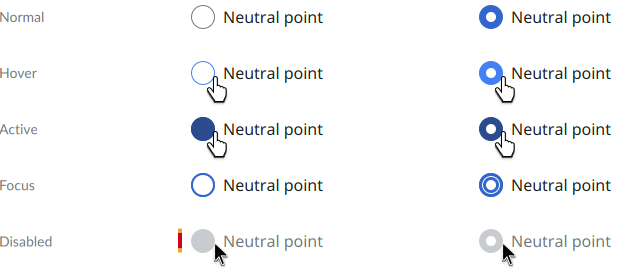 Normal Neutral point Neutral point
Hover Neutral point Neutral point
Active Neutral point Neutral point
Focus Neutral point Neutral point
Disabled Neutral point Neutral point